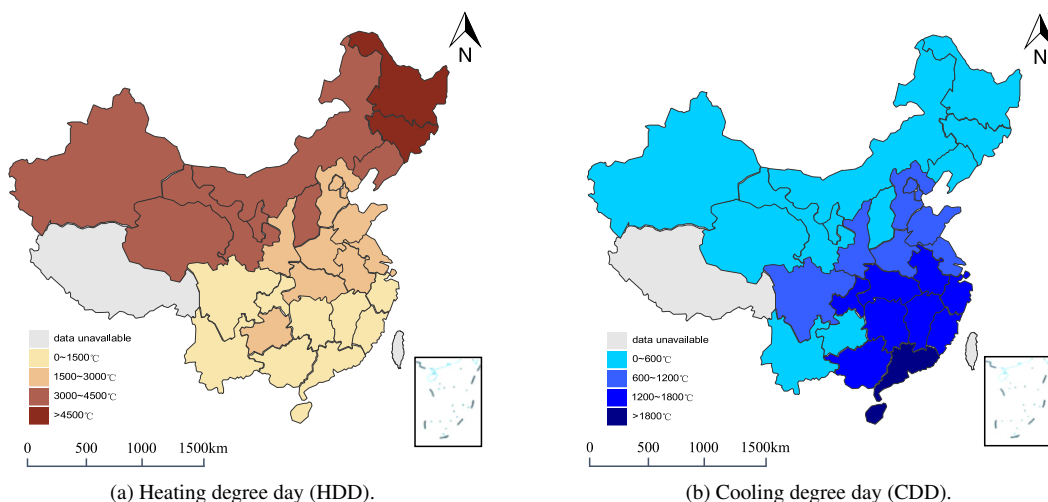 N
data unavailable
0~1500℃
1500~3000℃
3000~4500℃
>4500℃
0 500 1000 1500km
(a) Heating degree day (HDD).
N
data unavailable
0~600℃
600~1200℃
1200~1800℃
>1800℃
0 500 1000 1500km
(b) Cooling degree day (CDD).